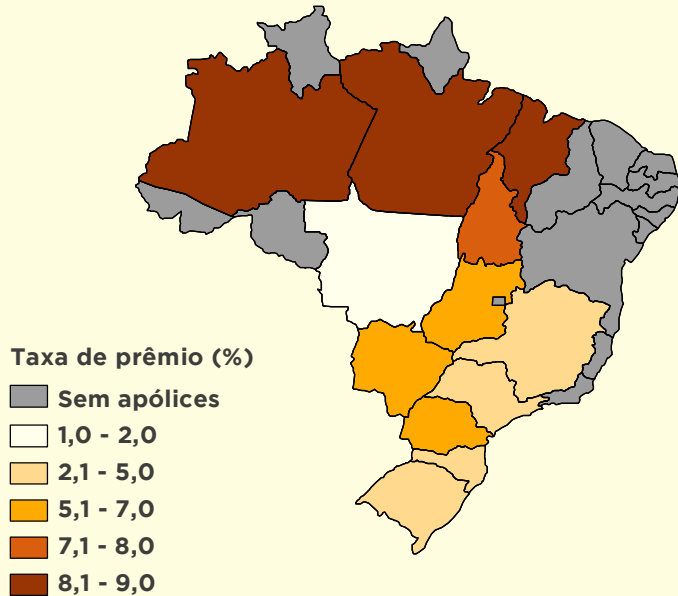 Taxa de prêmio (%)
Sem apólices
1,0 - 2,0
2,1 - 5,0
5,1 - 7,0
7,1 - 8,0
8,1 - 9,0